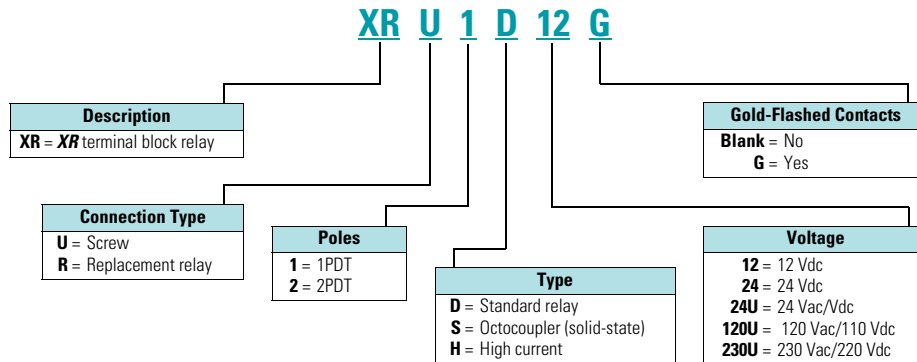 XR U 1 D 12 G
Description
XR = XR terminal block relay
Gold-Flashed Contacts
Blank = No
G = Yes
Connection Type
U = Screw
R = Replacement relay
Poles
1 = 1PDT
2 = 2PDT
Type
D = Standard relay
S = Octocoupler (solid-state)
H = High current
Voltage
12 = 12 Vdc
24 = 24 Vdc
24U = 24 Vac/Vdc
120U = 120 Vac/110 Vdc
230U = 230 Vac/220 Vdc